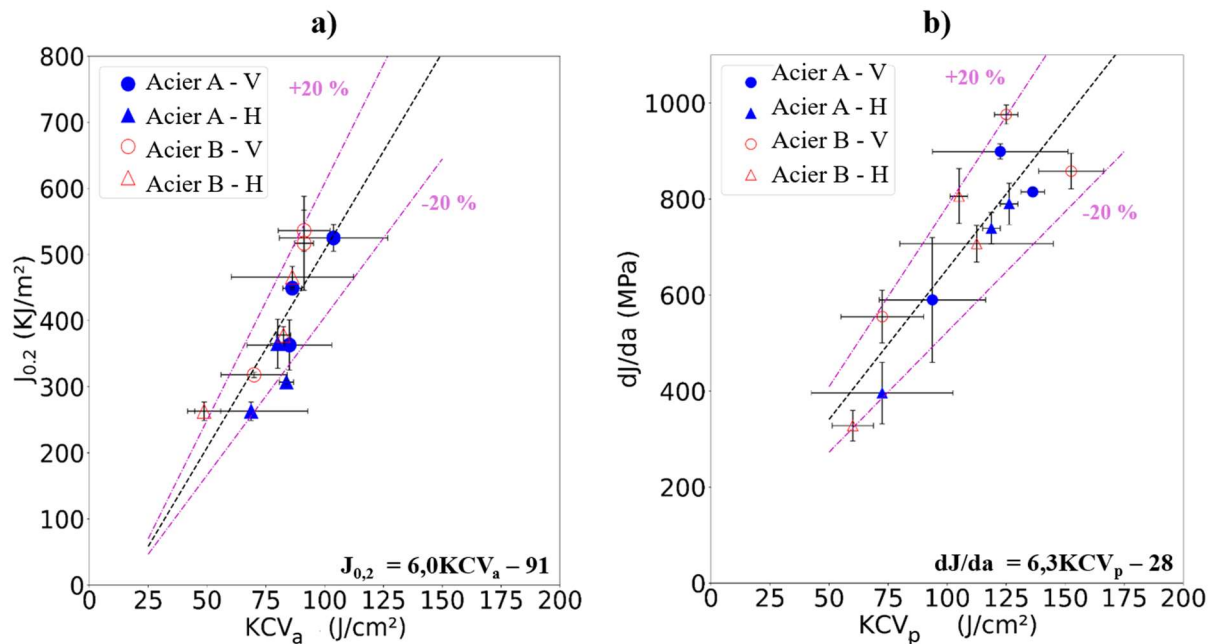 a)
800
700
600
500
400
300
200
100
0
J0.2 (KJ/m²)
Acier A - V
Acier A - H
Acier B - V
Acier B - H
+20 %
-20 %
J0,2 = 6,0KCVa – 91
0 25 50 75 100 125 150 175 200
KCVa (J/cm²)
b)
1000
800
600
400
200
0
dJ/da (MPa)
Acier A - V
Acier A - H
Acier B - V
Acier B - H
+20 %
-20 %
dJ/da = 6,3KCVp – 28
0 25 50 75 100 125 150 175 200
KCVp (J/cm²)